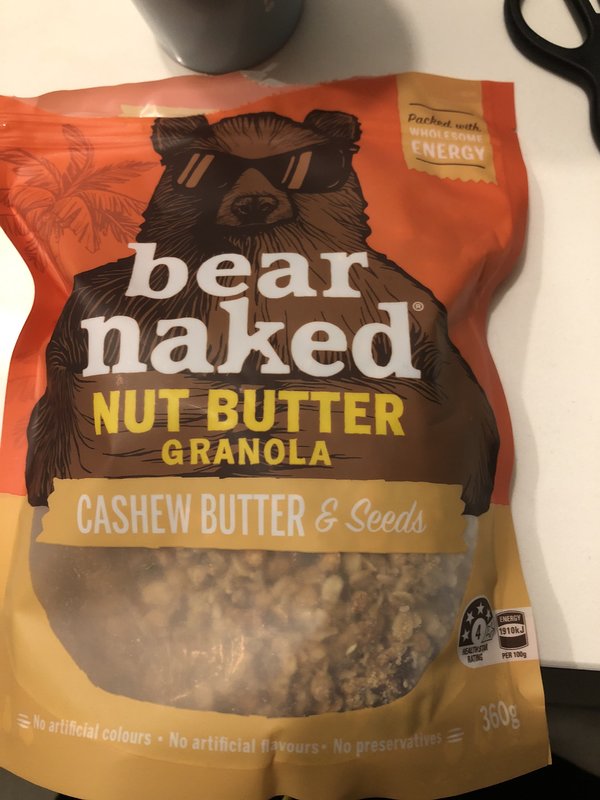 Packed with
WHOLESOME
ENERGY
bear
naked®
NUT BUTTER
GRANOLA
CASHEW BUTTER & Seeds
4
HEALTH STAR
RATING
ENERGY
1910kJ
PER 100g
No artificial colours • No artificial flavours • No preservatives
360g